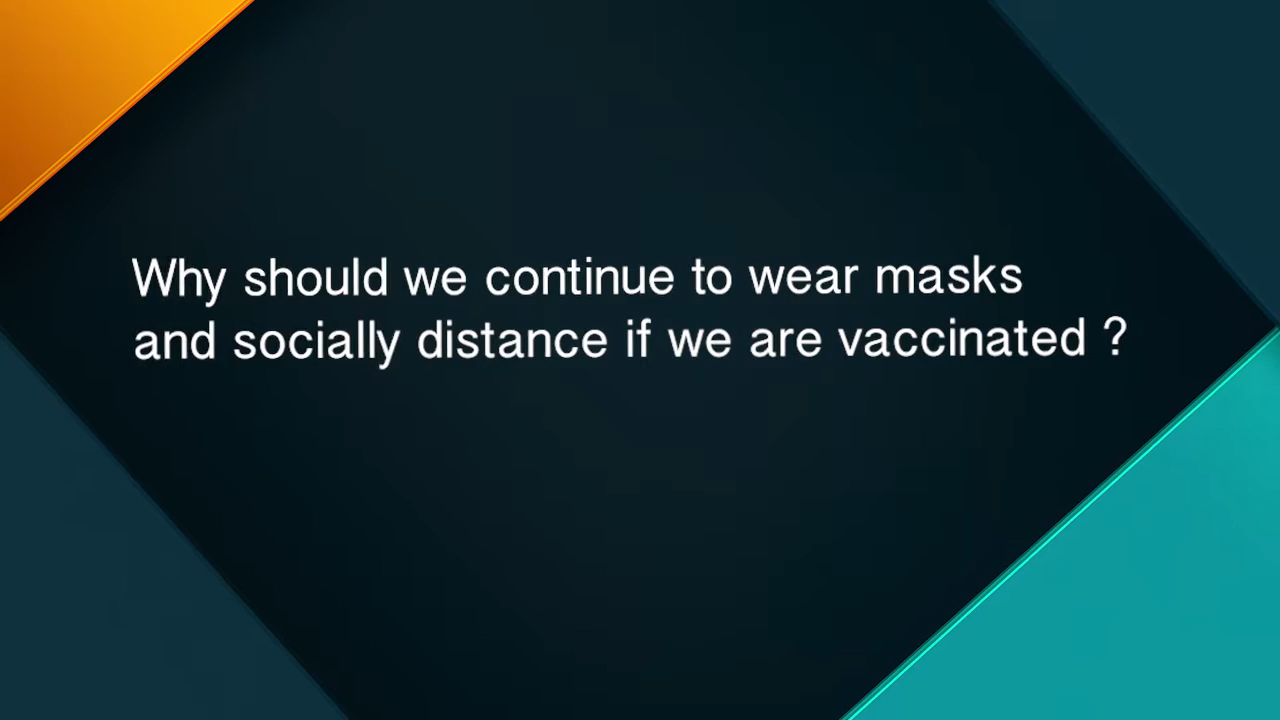 Why should we continue to wear masks
and socially distance if we are vaccinated ?